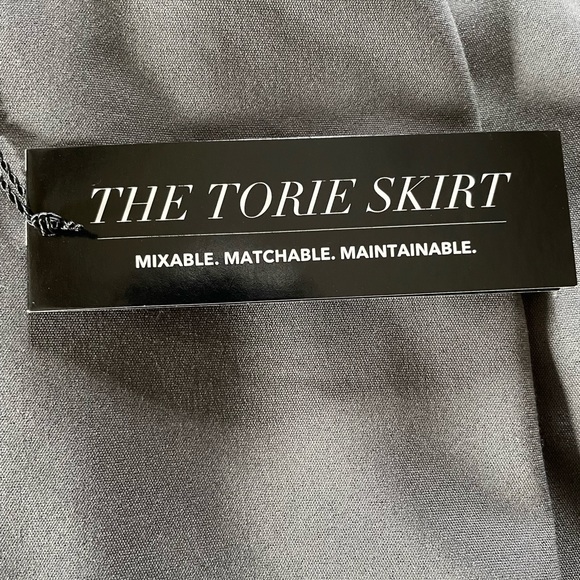 THE TORIE SKIRT
MIXABLE. MATCHABLE. MAINTAINABLE.